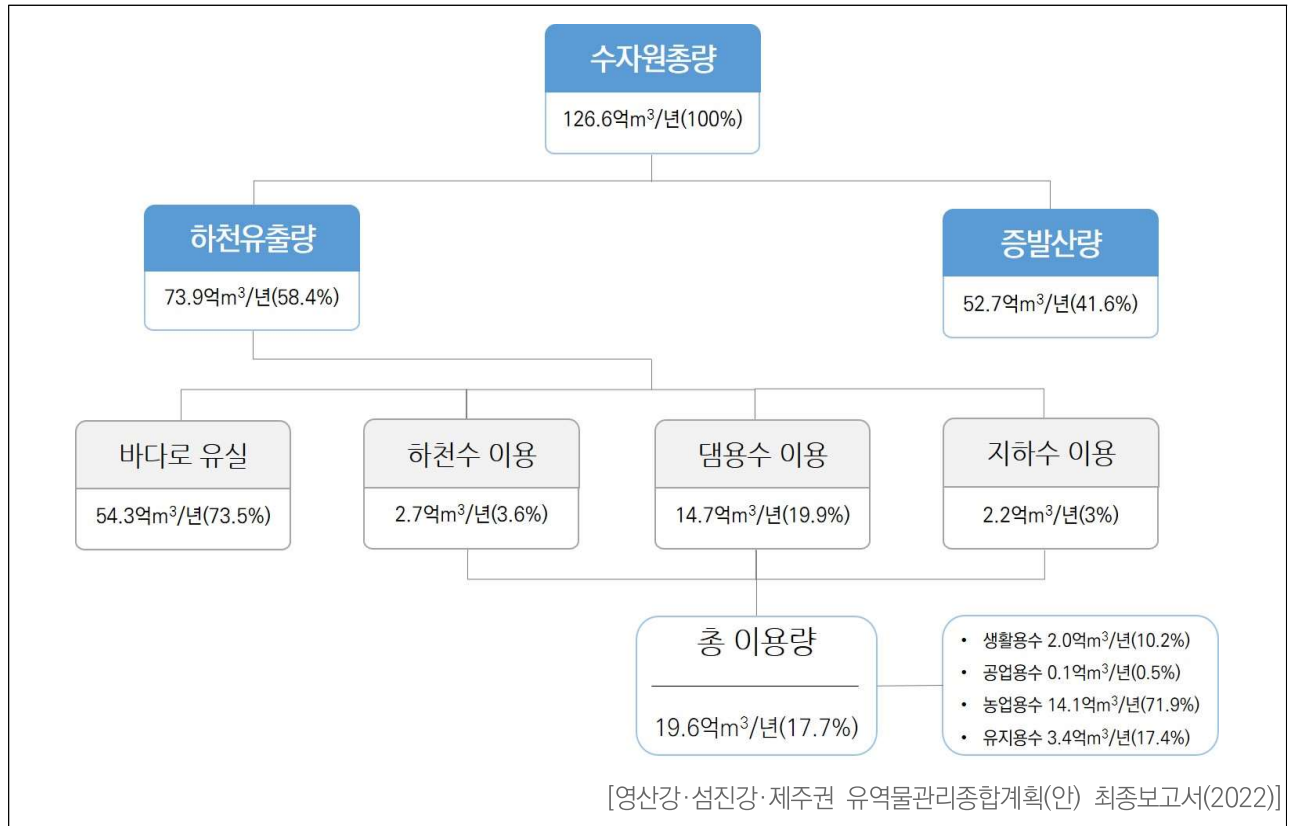 수자원총량
126.6억m³/년(100%)
하천유출량
73.9억m³/년(58.4%)
증발산량
52.7억m³/년(41.6%)
바다로 유실
54.3억m³/년(73.5%)
하천수 이용
2.7억m³/년(3.6%)
댐용수 이용
14.7억m³/년(19.9%)
지하수 이용
2.2억m³/년(3%)
총 이용량
19.6억m³/년(17.7%)
• 생활용수 2.0억m³/년(10.2%)
• 공업용수 0.1억m³/년(0.5%)
• 농업용수 14.1억m³/년(71.9%)
• 유지용수 3.4억m³/년(17.4%)
[영산강·섬진강·제주권 유역물관리종합계획(안) 최종보고서(2022)]